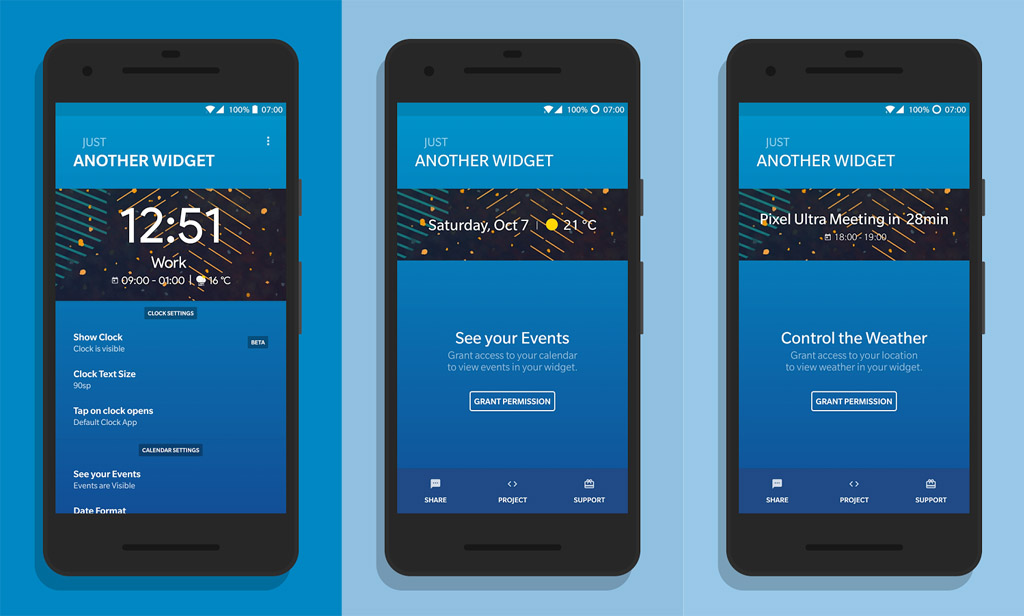 100% 07:00
JUST
ANOTHER WIDGET
12:51
Work
09:00 - 01:00 | 16 °C
CLOCK SETTINGS
Show Clock
Clock is visible
BETA
Clock Text Size
90sp
Tap on clock opens
Default Clock App
CALENDAR SETTINGS
See your Events
Events are Visible
Date Format
100% 07:00
JUST
ANOTHER WIDGET
Saturday, Oct 7 | 21 °C
See your Events
Grant access to your calendar
to view events in your widget.
GRANT PERMISSION
SHARE PROJECT SUPPORT
100% 07:00
JUST
ANOTHER WIDGET
Pixel Ultra Meeting in 28min
18:00 - 19:00
Control the Weather
Grant access to your location
to view weather in your widget.
GRANT PERMISSION
SHARE PROJECT SUPPORT